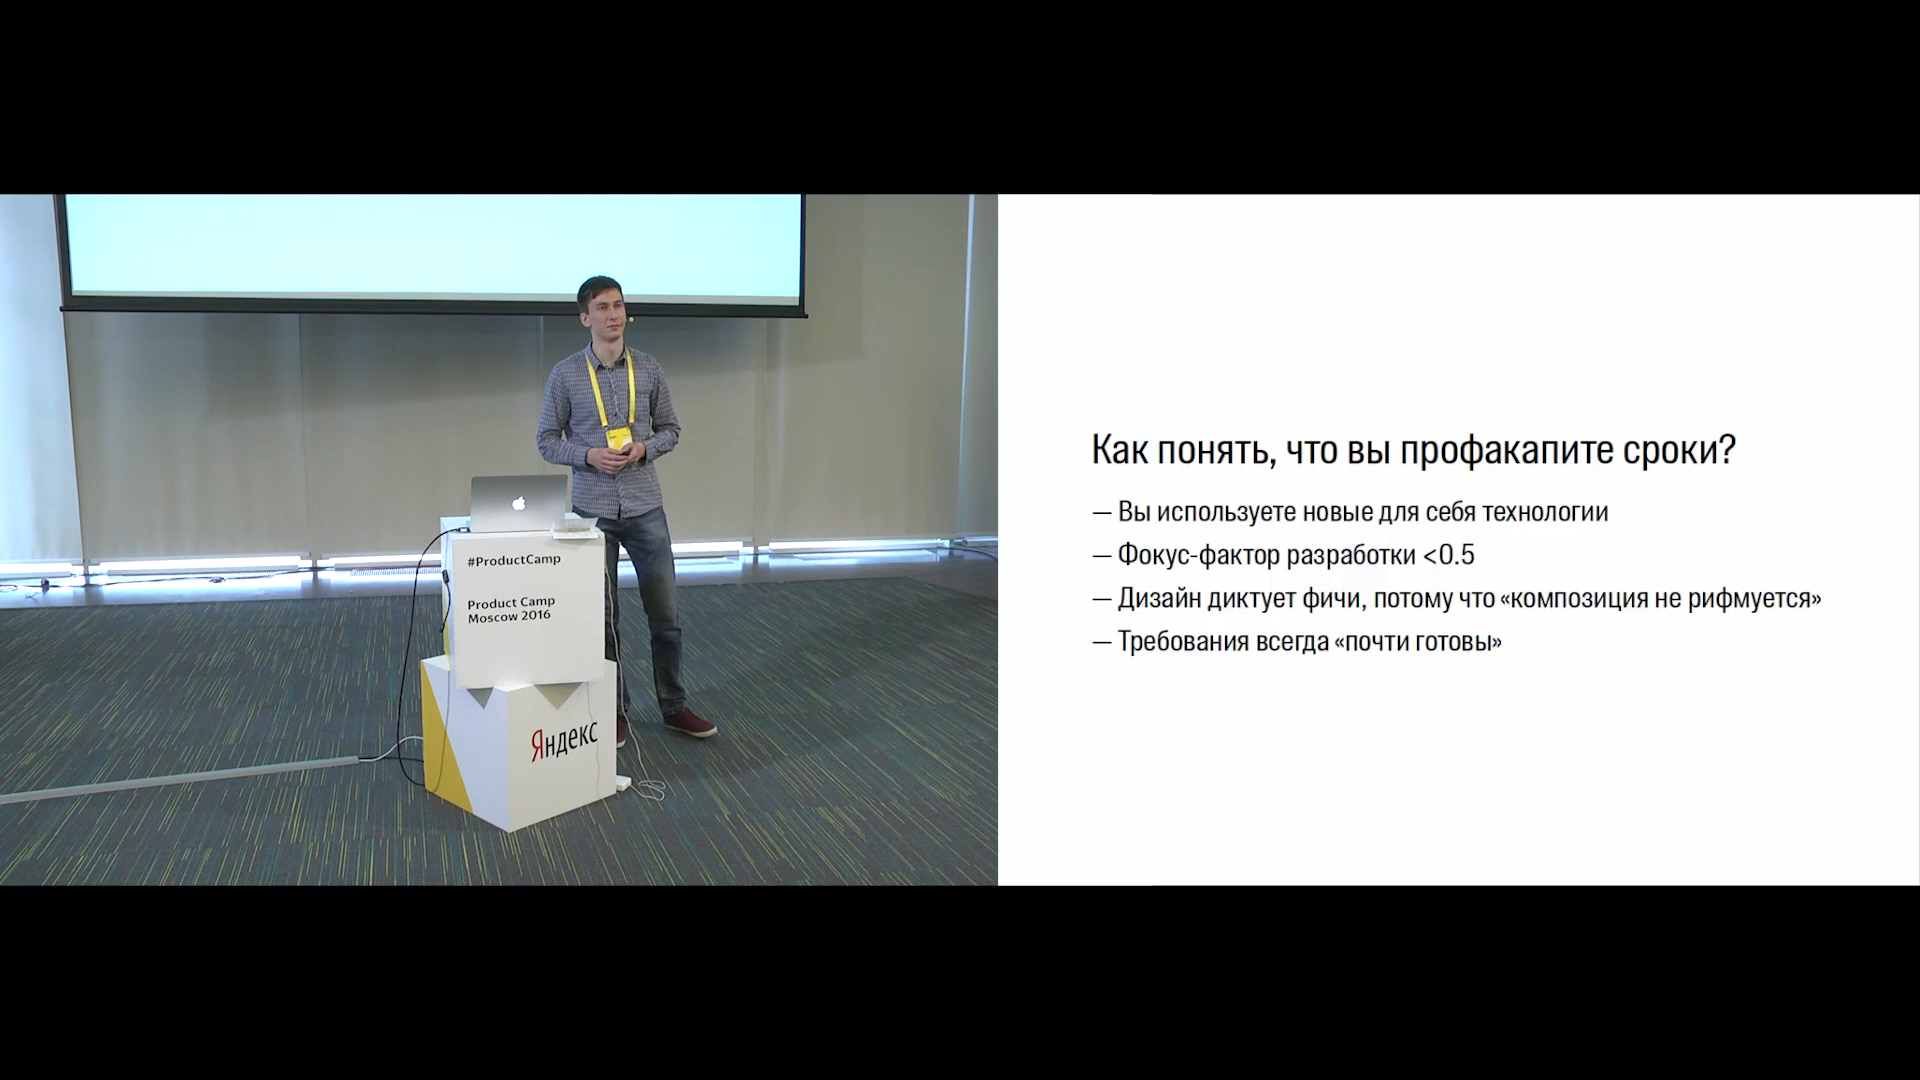 #ProductCamp
Product Camp
Moscow 2016
Яндекс
Как понять, что вы профакапите сроки?
— Вы используете новые для себя технологии
— Фокус-фактор разработки <0.5
— Дизайн диктует фичи, потому что «композиция не рифмуется»
— Требования всегда «почти готовы»